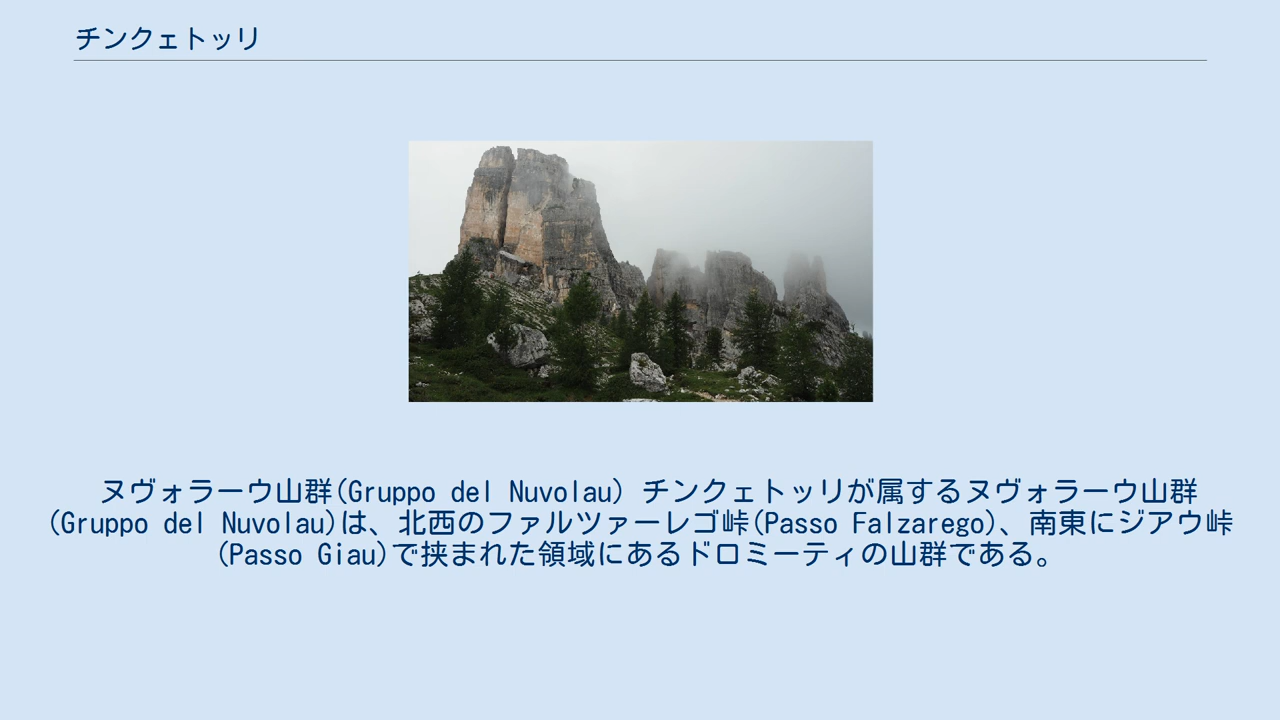 チンクェトッリ
ヌヴォラーウ山群(Gruppo del Nuvolau) チンクェトッリが属するヌヴォラーウ山群
(Gruppo del Nuvolau)は、北西のファルツァーレゴ峠(Passo Falzarego)、南東にジアウ峠
(Passo Giau)で挟まれた領域にあるドロミーティの山群である。